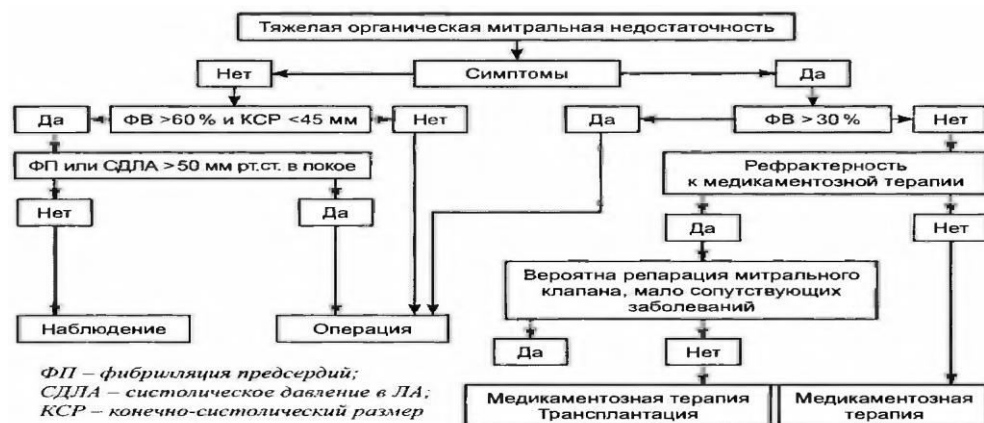 Тяжелая органическая митральная недостаточность
Нет
Симптомы
Да
Да
ФВ >60 % и КСР <45 мм
Нет
Да
ФВ > 30 %
Нет
ФП или СДЛА > 50 мм рт.ст. в покое
Рефрактерность
к медикаментозной терапии
Нет
Да
Да
Нет
Вероятна репарация митрального
клапана, мало сопутствующих
заболеваний
Наблюдение
Операция
Да
Нет
ФП – фибрилляция предсердий;
СДЛА – систолическое давление в ЛА;
КСР – конечно-систолический размер
Медикаментозная терапия
Трансплантация
Медикаментозная
терапия